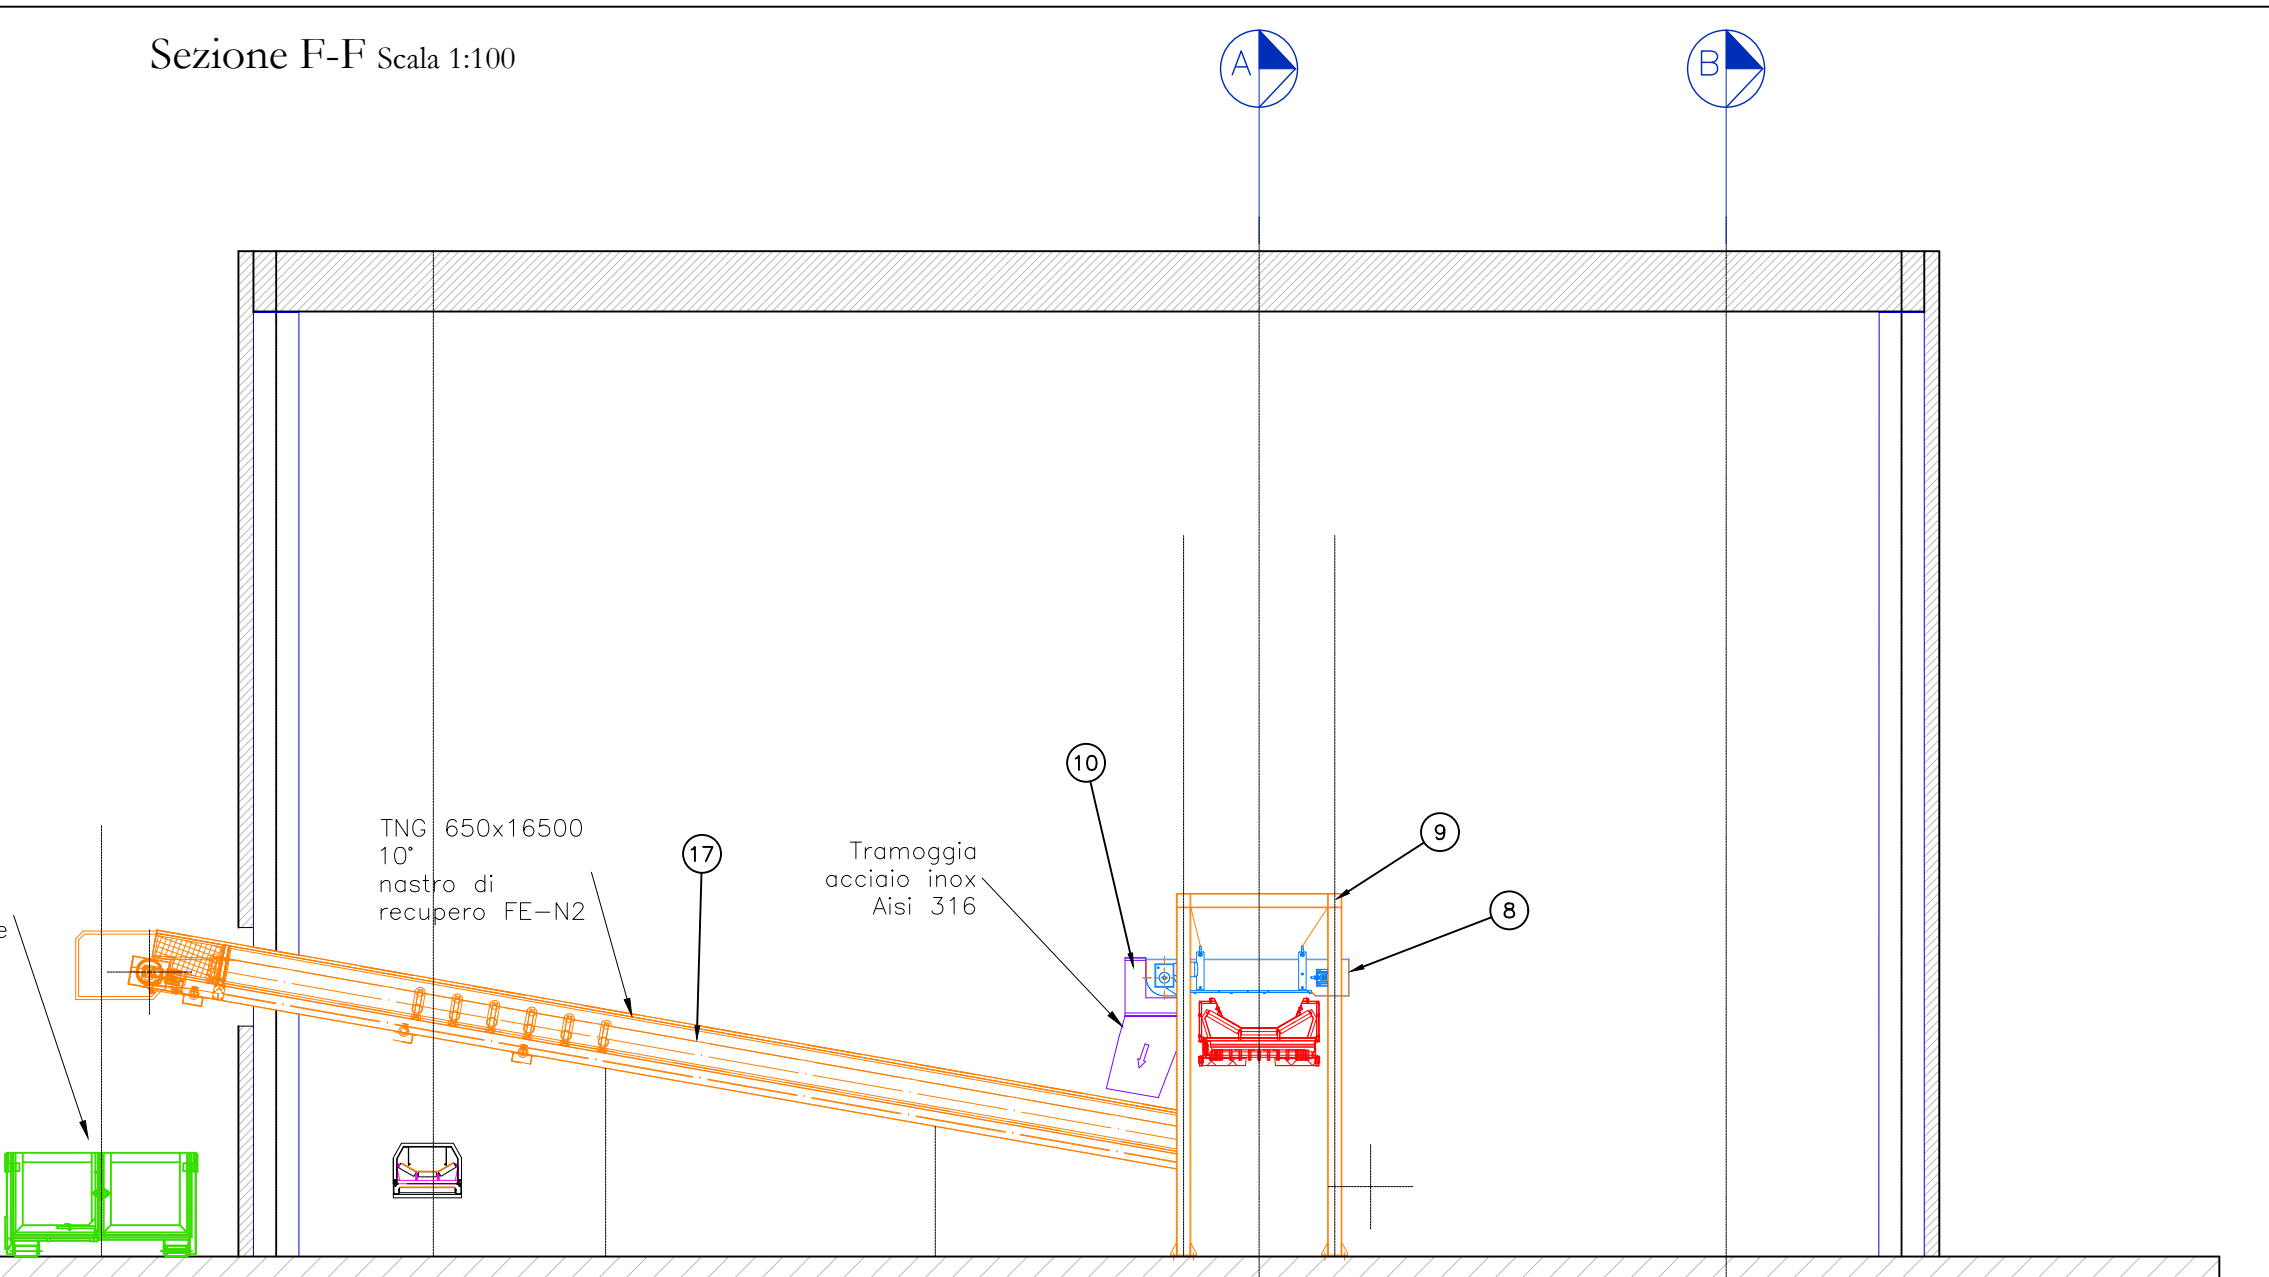 Sezione F-F Scala 1:100
A
B
10
9
TNG 650x16500
10°
nastro di
recupero FE-N2
17
Tramoggia
acciaio inox
Aisi 316
8
e